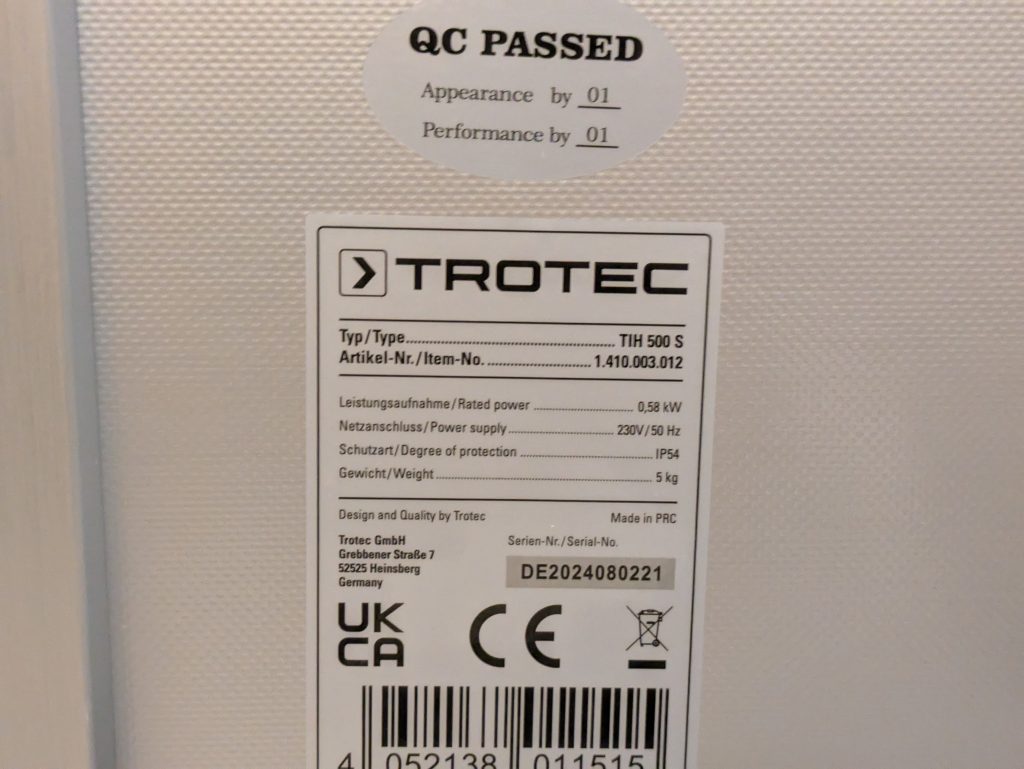 QC PASSED
Appearance by 01
Performance by 01
TROTEC
Typ/Type.................................................... TIH 500 S
Artikel-Nr./Item-No. .......................... 1.410.003.012
Leistungsaufnahme/Rated power ......................... 0,58 kW
Netzanschluss/Power supply .......................... 230V/50 Hz
Schutzart/Degree of protection ................................. IP54
Gewicht/Weight ...................................................... 5 kg
Design and Quality by Trotec Made in PRC
Trotec GmbH
Grebbener Straße 7
52525 Heinsberg
Germany
Serien-Nr./Serial-No.
DE2024080221
UK
CA
CE
4 052138 011515